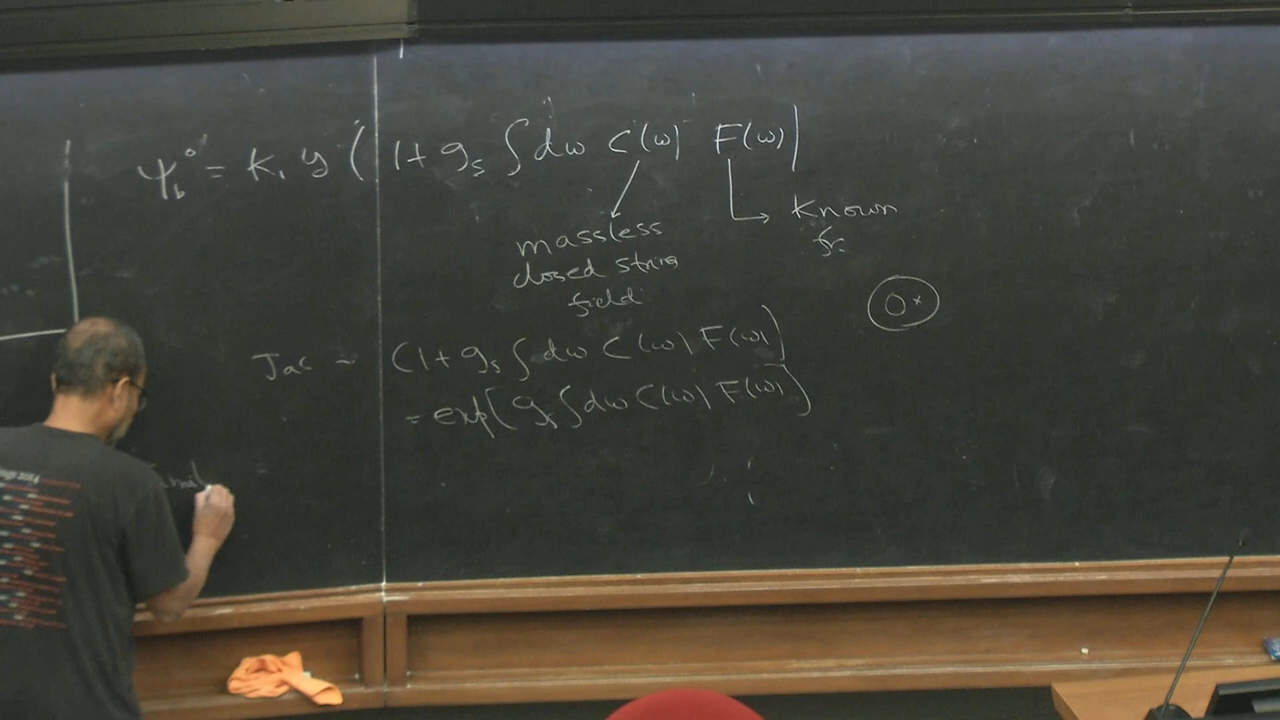 ψ_b^0 = K_1 y (1 + g_s ∫ dω C(ω) F(ω))
massless
closed string
field
known
fn
Jac ~ (1 + g_s ∫ dω C(ω) F(ω))
= exp(g_s ∫ dω C(ω) F(ω))